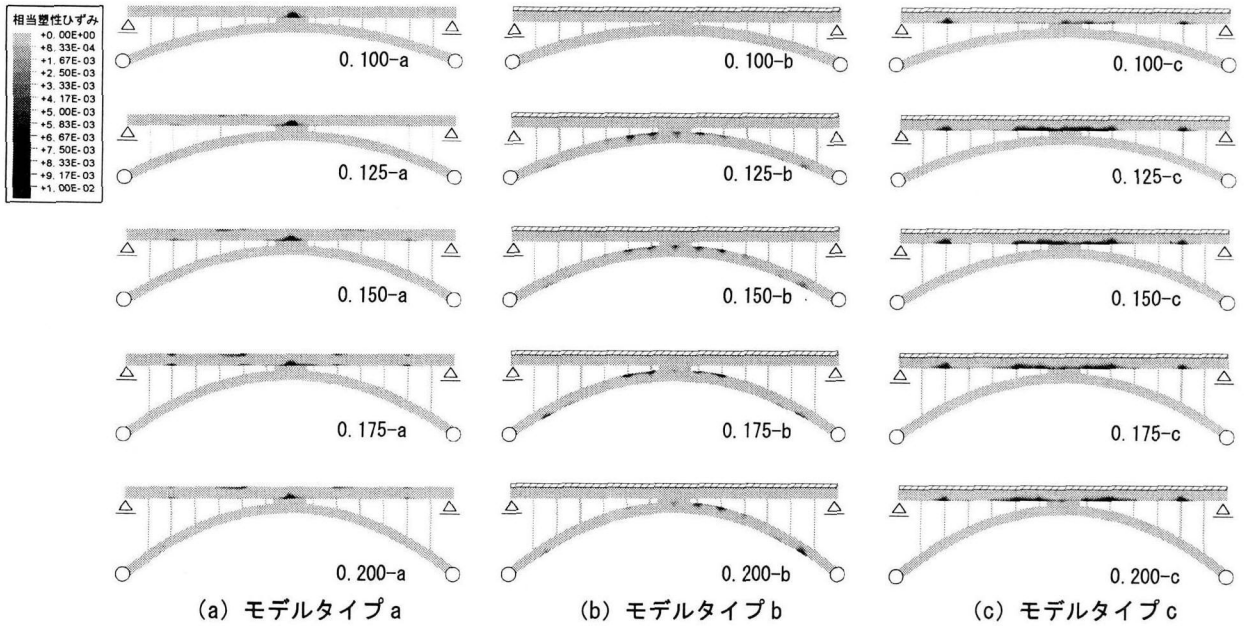 相当塑性ひずみ
+0.00E+00
+8.33E-04
+1.67E-03
+2.50E-03
+3.33E-03
+4.17E-03
+5.00E-03
+5.83E-03
+6.67E-03
+7.50E-03
+8.33E-03
+9.17E-03
+1.00E-02
0.100-a
0.100-b
0.100-c
0.125-a
0.125-b
0.125-c
0.150-a
0.150-b
0.150-c
0.175-a
0.175-b
0.175-c
0.200-a
0.200-b
0.200-c
(a) モデルタイプa
(b) モデルタイプb
(c) モデルタイプc